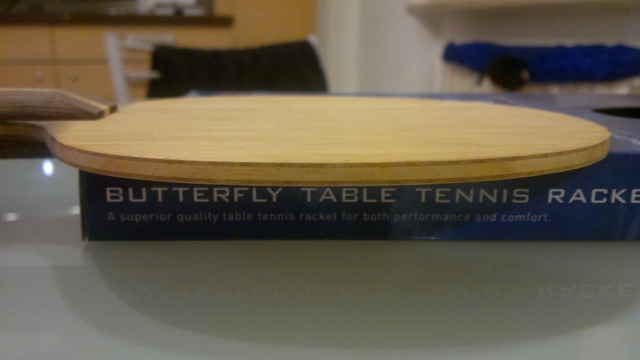 BUTTERFLY TABLE TENNIS RACKE
A superior quality table tennis racket for both performance and comfort.